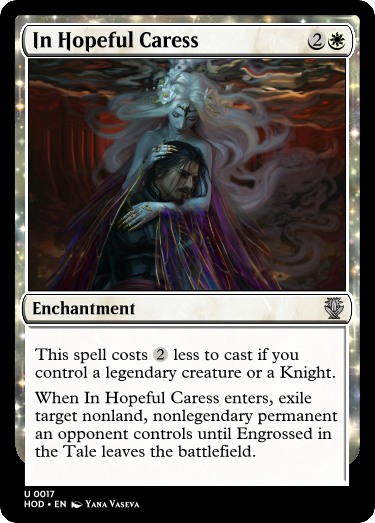 In Hopeful Caress 2
Enchantment
This spell costs 2 less to cast if you
control a legendary creature or a Knight.
When In Hopeful Caress enters, exile
target nonland, nonlegendary permanent
an opponent controls until Engrossed in
the Tale leaves the battlefield.
U 0017
HOD • EN Yana Vaseva